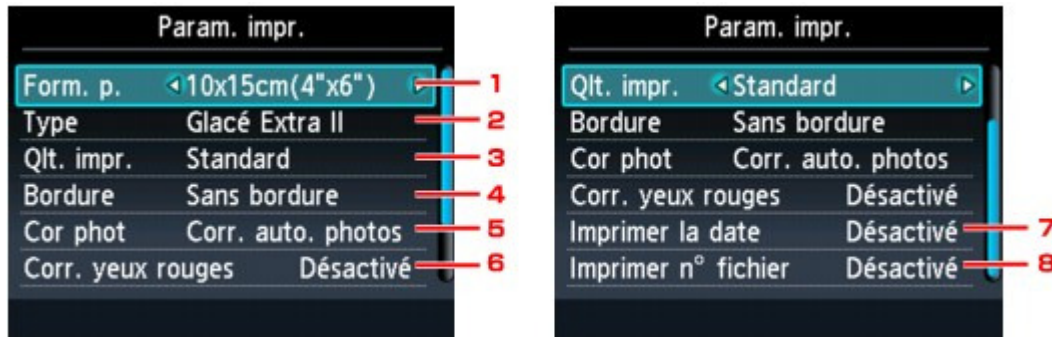 Param. impr.
Form. p. 10x15cm(4"x6") 1
Type Glacé Extra II 2
Qlt. impr. Standard 3
Bordure Sans bordure 4
Cor phot Corr. auto. photos 5
Corr. yeux rouges Désactivé 6
Param. impr.
Qlt. impr. Standard
Bordure Sans bordure
Cor phot Corr. auto. photos
Corr. yeux rouges Désactivé
Imprimer la date Désactivé 7
Imprimer n° fichier Désactivé 8